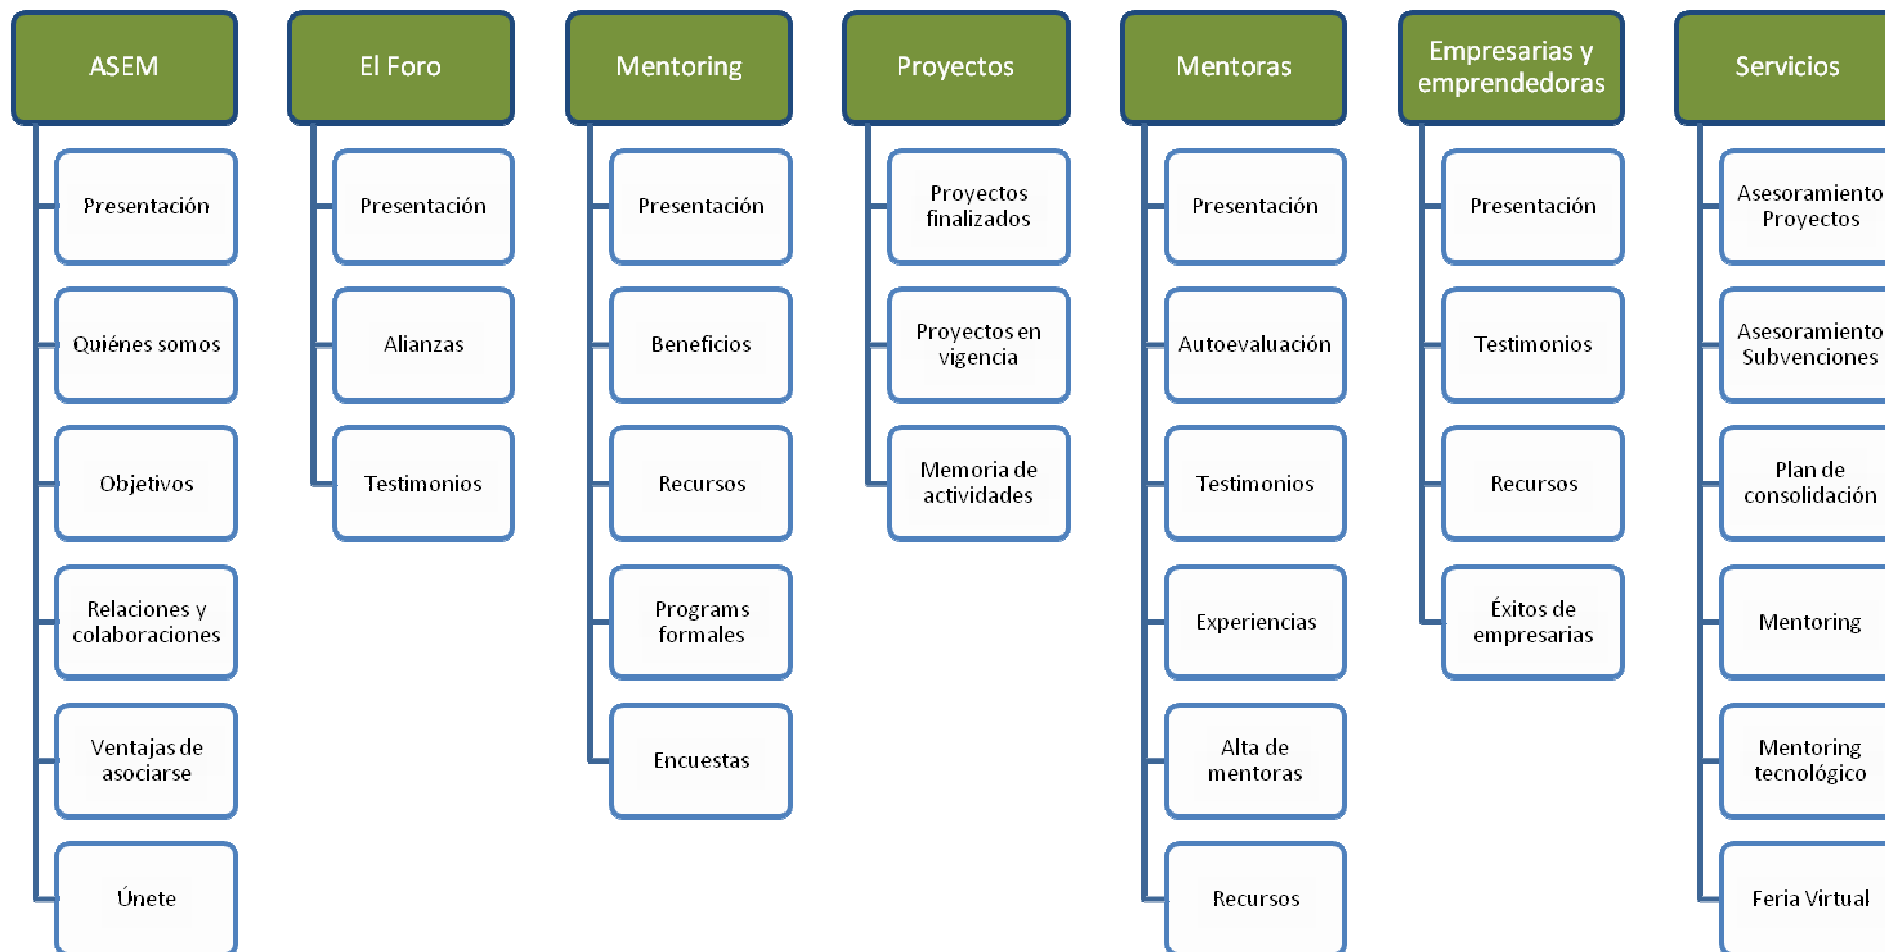 ASEM
Presentación
Quiénes somos
Objetivos
Relaciones y
colaboraciones
Ventajas de
asociarse
Únete
El Foro
Presentación
Alianzas
Testimonios
Mentoring
Presentación
Beneficios
Recursos
Programs
formales
Encuestas
Proyectos
Proyectos
finalizados
Proyectos en
vigencia
Memoria de
actividades
Mentoras
Presentación
Autoevaluación
Testimonios
Experiencias
Alta de
mentoras
Recursos
Empresarias y
emprendedoras
Presentación
Testimonios
Recursos
Éxitos de
empresarias
Servicios
Asesoramiento
Proyectos
Asesoramiento
Subvenciones
Plan de
consolidación
Mentoring
Mentoring
tecnológico
Feria Virtual